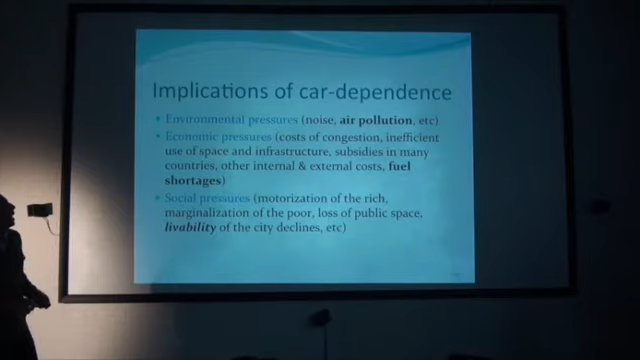 Implications of car-dependence
Environmental pressures (noise, air pollution, etc)
Economic pressures (costs of congestion, inefficient
use of space and infrastructure, subsidies in many
countries, other internal & external costs, fuel
shortages)
Social pressures (motorization of the rich,
marginalization of the poor, loss of public space,
livability of the city declines, etc)